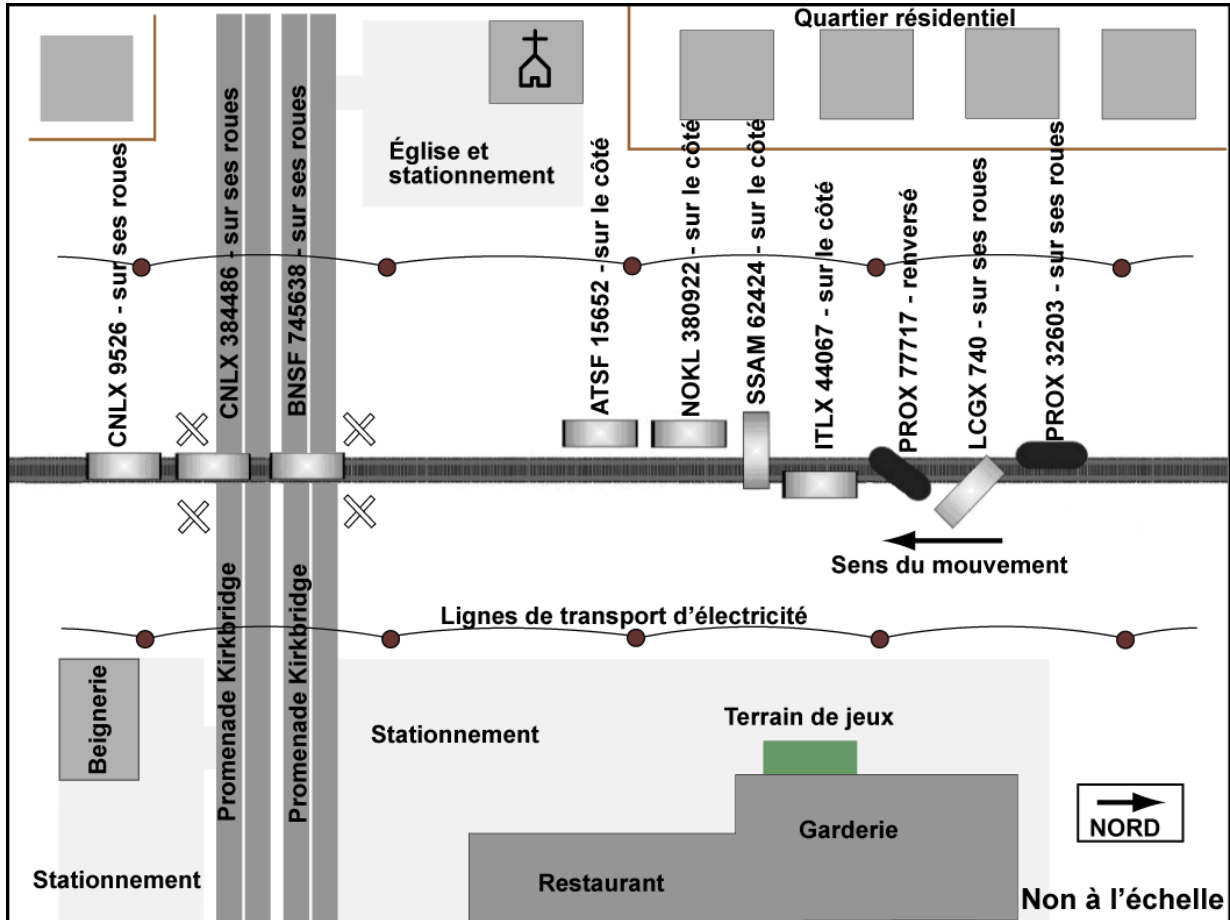 Quartier résidentiel
Église et
stationnement
CNLX 9526 - sur ses roues
CNLX 384486 - sur ses roues
BNSF 745638 - sur ses roues
ATSF 15652 - sur le côté
NOKL 380922 - sur le côté
SSAM 62424 - sur le côté
ITLX 44067 - sur le côté
PROX 77717 - renversé
LCGX 740 - sur ses roues
PROX 32603 - sur ses roues
Sens du mouvement
Lignes de transport d’électricité
Beignerie
Promenade Kirkbridge
Promenade Kirkbridge
Stationnement
Terrain de jeux
Garderie
NORD
Stationnement
Restaurant
Non à l’échelle